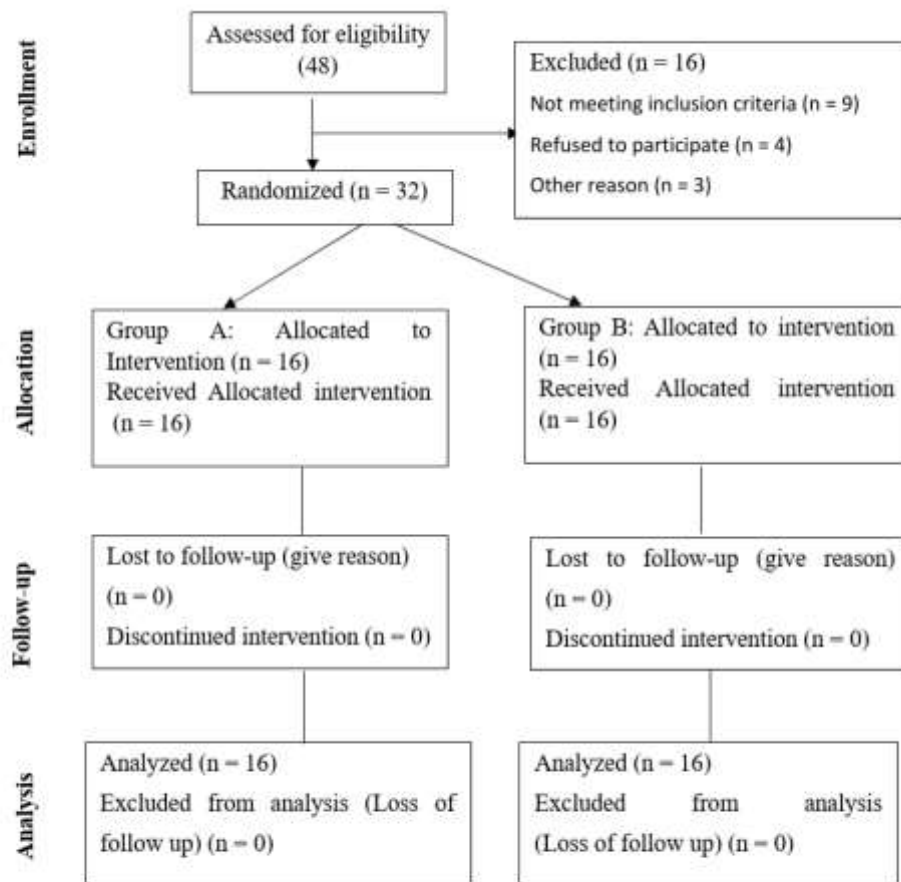 Enrollment
Assessed for eligibility
(48)
Excluded (n = 16)
Not meeting inclusion criteria (n = 9)
Refused to participate (n = 4)
Other reason (n = 3)
Randomized (n = 32)
Allocation
Group A: Allocated to
Intervention (n = 16)
Received Allocated intervention
(n = 16)
Group B: Allocated to intervention
(n = 16)
Received Allocated intervention
(n = 16)
Follow-up
Lost to follow-up (give reason)
(n = 0)
Discontinued intervention (n = 0)
Lost to follow-up (give reason)
(n = 0)
Discontinued intervention (n = 0)
Analysis
Analyzed (n = 16)
Excluded from analysis (Loss of
follow up) (n = 0)
Analyzed (n = 16)
Excluded from analysis
(Loss of follow up) (n = 0)